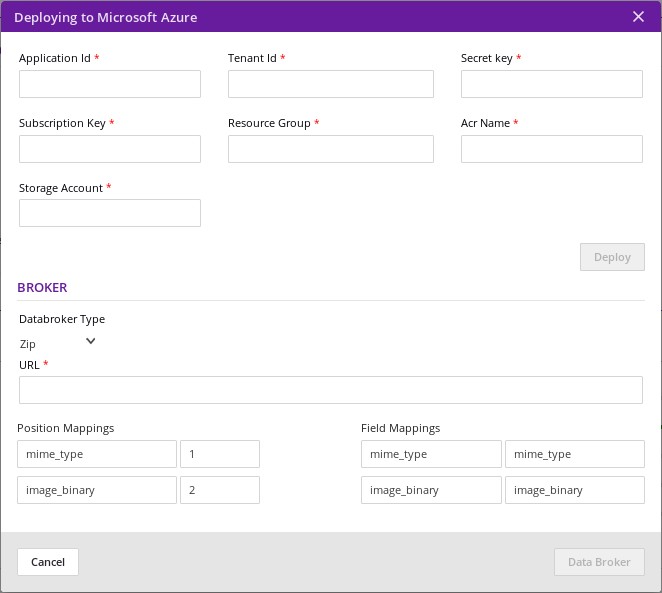 Deploying to Microsoft Azure
Application Id * Tenant Id * Secret key *
Subscription Key * Resource Group * Acr Name *
Storage Account *
Deploy
BROKER
Databroker Type
Zip
URL *
Position Mappings Field Mappings
mime_type 1 mime_type mime_type
image_binary 2 image_binary image_binary
Cancel Data Broker